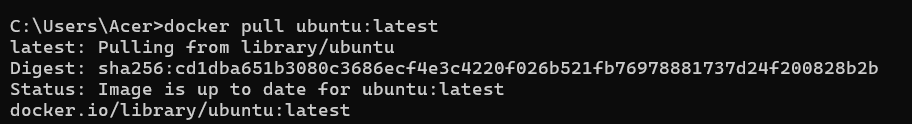 C:\Users\Acer>docker pull ubuntu:latest
latest: Pulling from library/ubuntu
Digest: sha256:cd1dba651b3080c3686ecf4e3c4220f026b521fb76978881737d24f200828b2b
Status: Image is up to date for ubuntu:latest
docker.io/library/ubuntu:latest